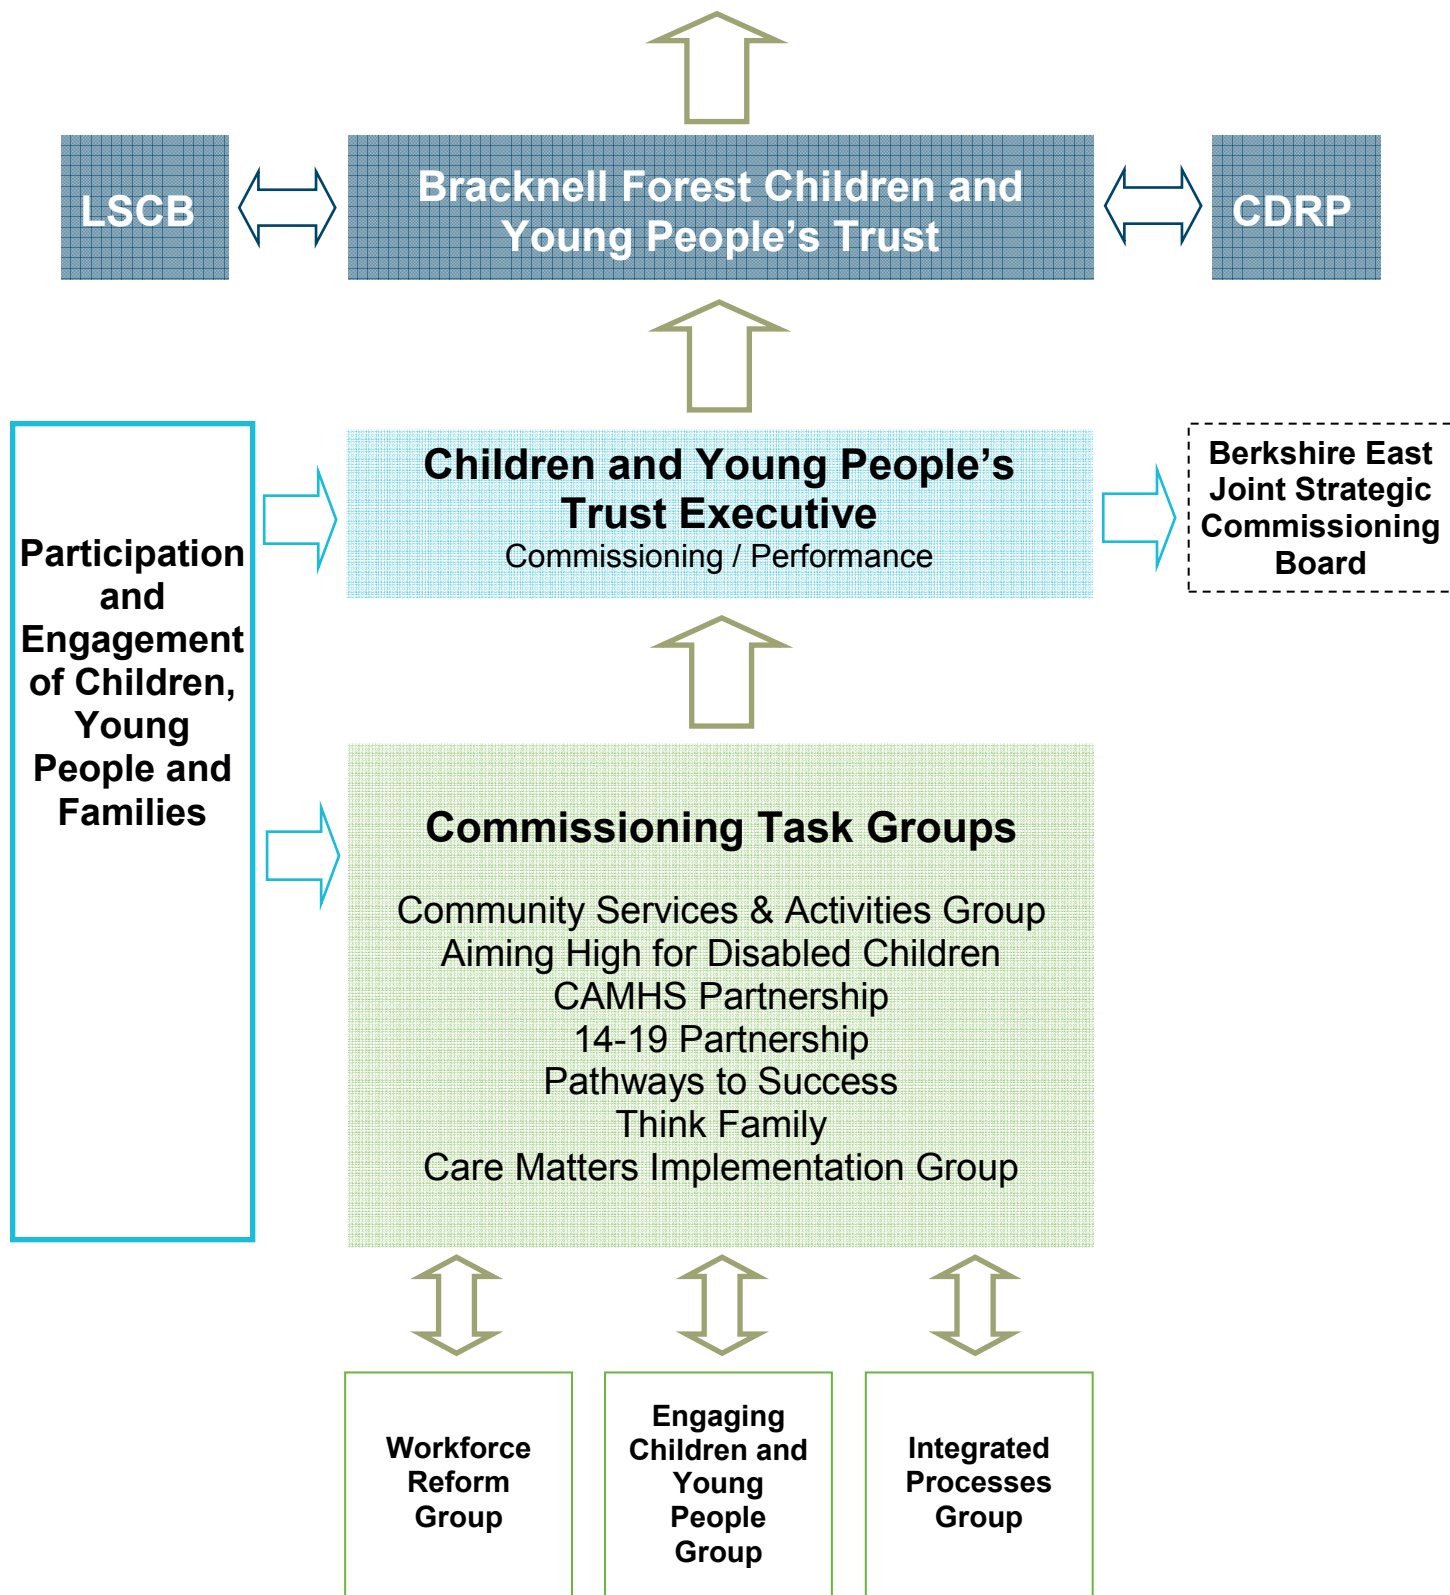 LSCB
Bracknell Forest Children and
Young People’s Trust
CDRP
Participation
and
Engagement
of Children,
Young
People and
Families
Children and Young People’s
Trust Executive
Commissioning / Performance
Berkshire East
Joint Strategic
Commissioning
Board
Commissioning Task Groups
Community Services & Activities Group
Aiming High for Disabled Children
CAMHS Partnership
14-19 Partnership
Pathways to Success
Think Family
Care Matters Implementation Group
Workforce
Reform
Group
Engaging
Children and
Young
People
Group
Integrated
Processes
Group